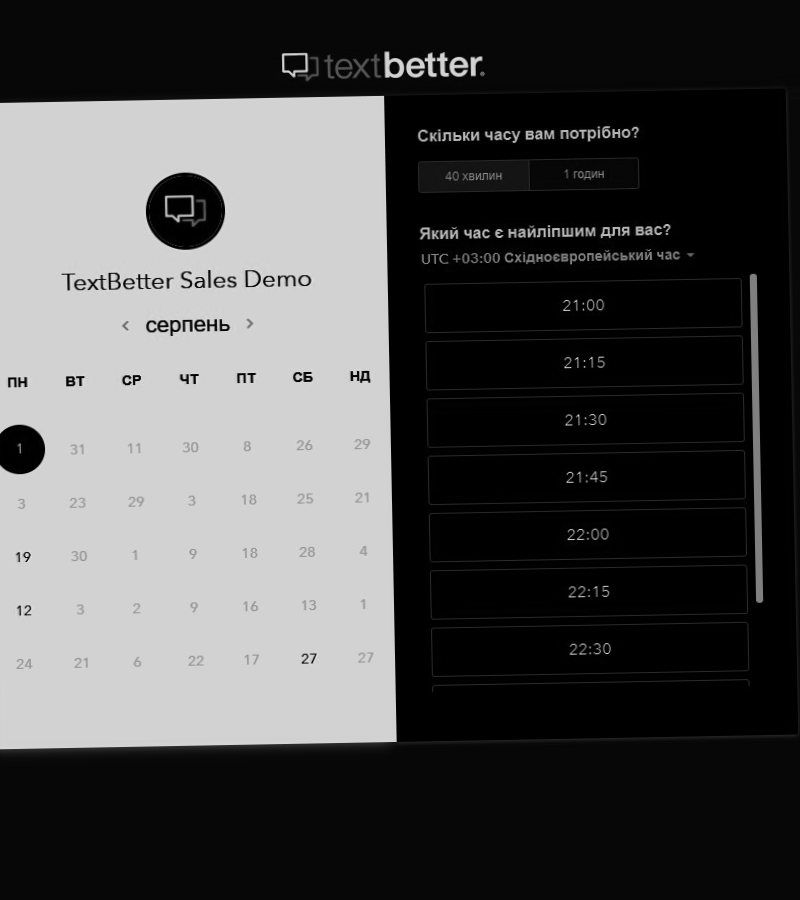 textbetter.
TextBetter Sales Demo
серпень
ПН ВТ СР ЧТ ПТ СБ НД
1 31 11 30 8 26 29
3 23 29 3 18 25 21
19 30 1 9 18 28 4
12 3 2 9 16 13 1
24 21 6 22 17 27 27
Скільки часу вам потрібно?
40 хвилин 1 годин
Який час є найліпшим для вас?
UTC +03:00 Східноєвропейський час
21:00
21:15
21:30
21:45
22:00
22:15
22:30